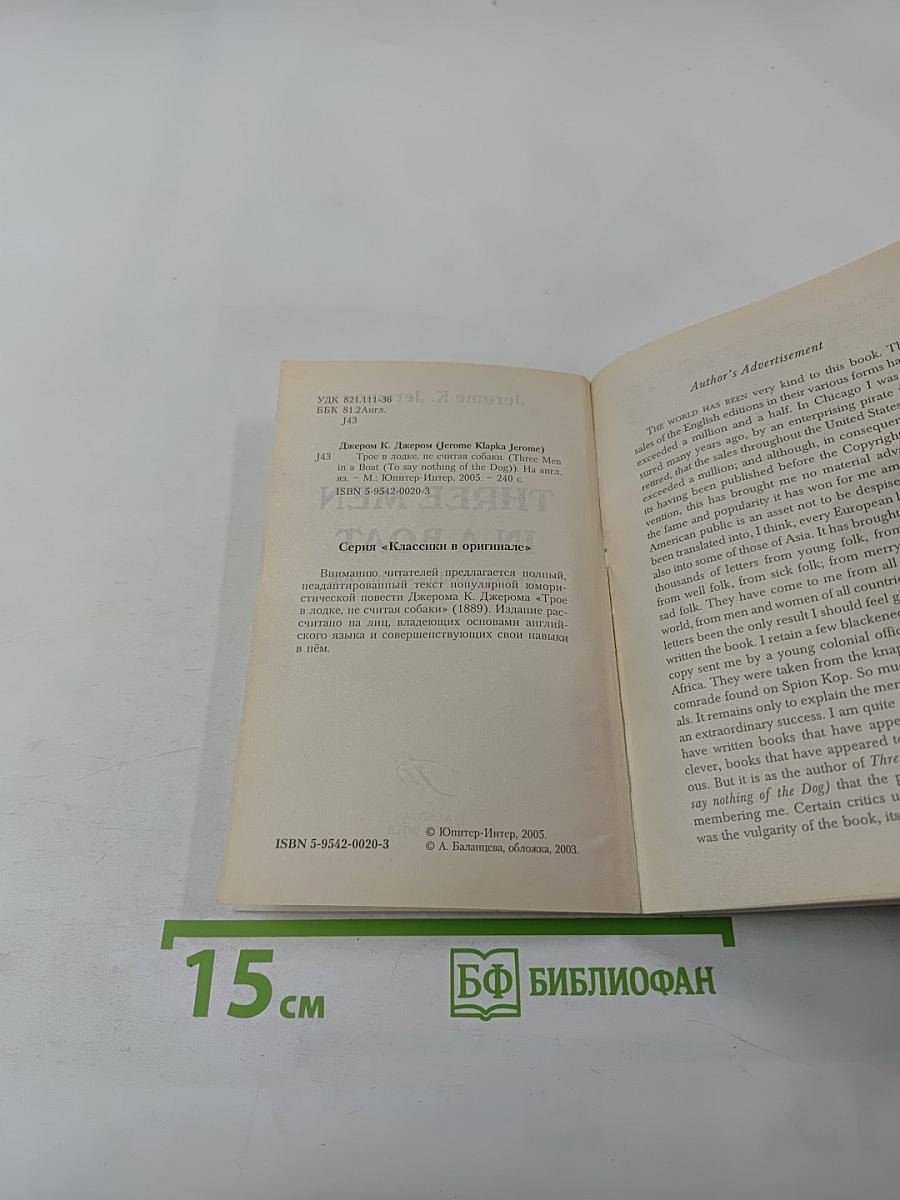 УДК 821.111-36
ББК 81.2Англ.
J43
Джером К. Джером (Jerome Klapka Jerome)
J43 Трое в лодке, не считая собаки. (Three Men
in a Boat (To say nothing of the Dog)). На англ.
яз. – М.: Юпитер-Интер, 2005. – 240 с.
ISBN 5-9542-0020-3
Серия «Классики в оригинале»
Вниманию читателей предлагается полный,
неадаптированный текст популярной юмори-
стической повести Джерома К. Джерома «Трое
в лодке, не считая собаки» (1889). Издание рас-
считано на лиц, владеющих основами англий-
ского языка и совершенствующих свои навыки
в нём.
© Юпитер-Интер, 2005.
ISBN 5-9542-0020-3
© А. Баланцева, обложка, 2003.
Author's Advertisement
THE WORLD HAS BEEN very kind to this book.
sales of the English editions in their various forms
exceeded a million and a half. In Chicago I was
sured many years ago, by an enterprising pirate
retired, that the sales throughout the United States
exceeded a million; and although, in consequen
its having been published before the Copyright
vention, this has brought me no material adv
the fame and popularity it has won for me am
American public is an asset not to be despise
been translated into, I think, every European l
also into some of those of Asia. It has brought
thousands of letters from young folk, from
from well folk, from sick folk; from merry
sad folk. They have come to me from all
world, from men and women of all countrie
letters been the only result I should feel g
written the book. I retain a few blackene
copy sent me by a young colonial offic
Africa. They were taken from the knap
comrade found on Spion Kop. So mu
als. It remains only to explain the mer
an extraordinary success. I am quite
have written books that have appe
clever, books that have appeared to
ous. But it is as the author of Thre
say nothing of the Dog) that the p
membering me. Certain critics u
was the vulgarity of the book, its
15 см
БФ БИБЛИОФАН